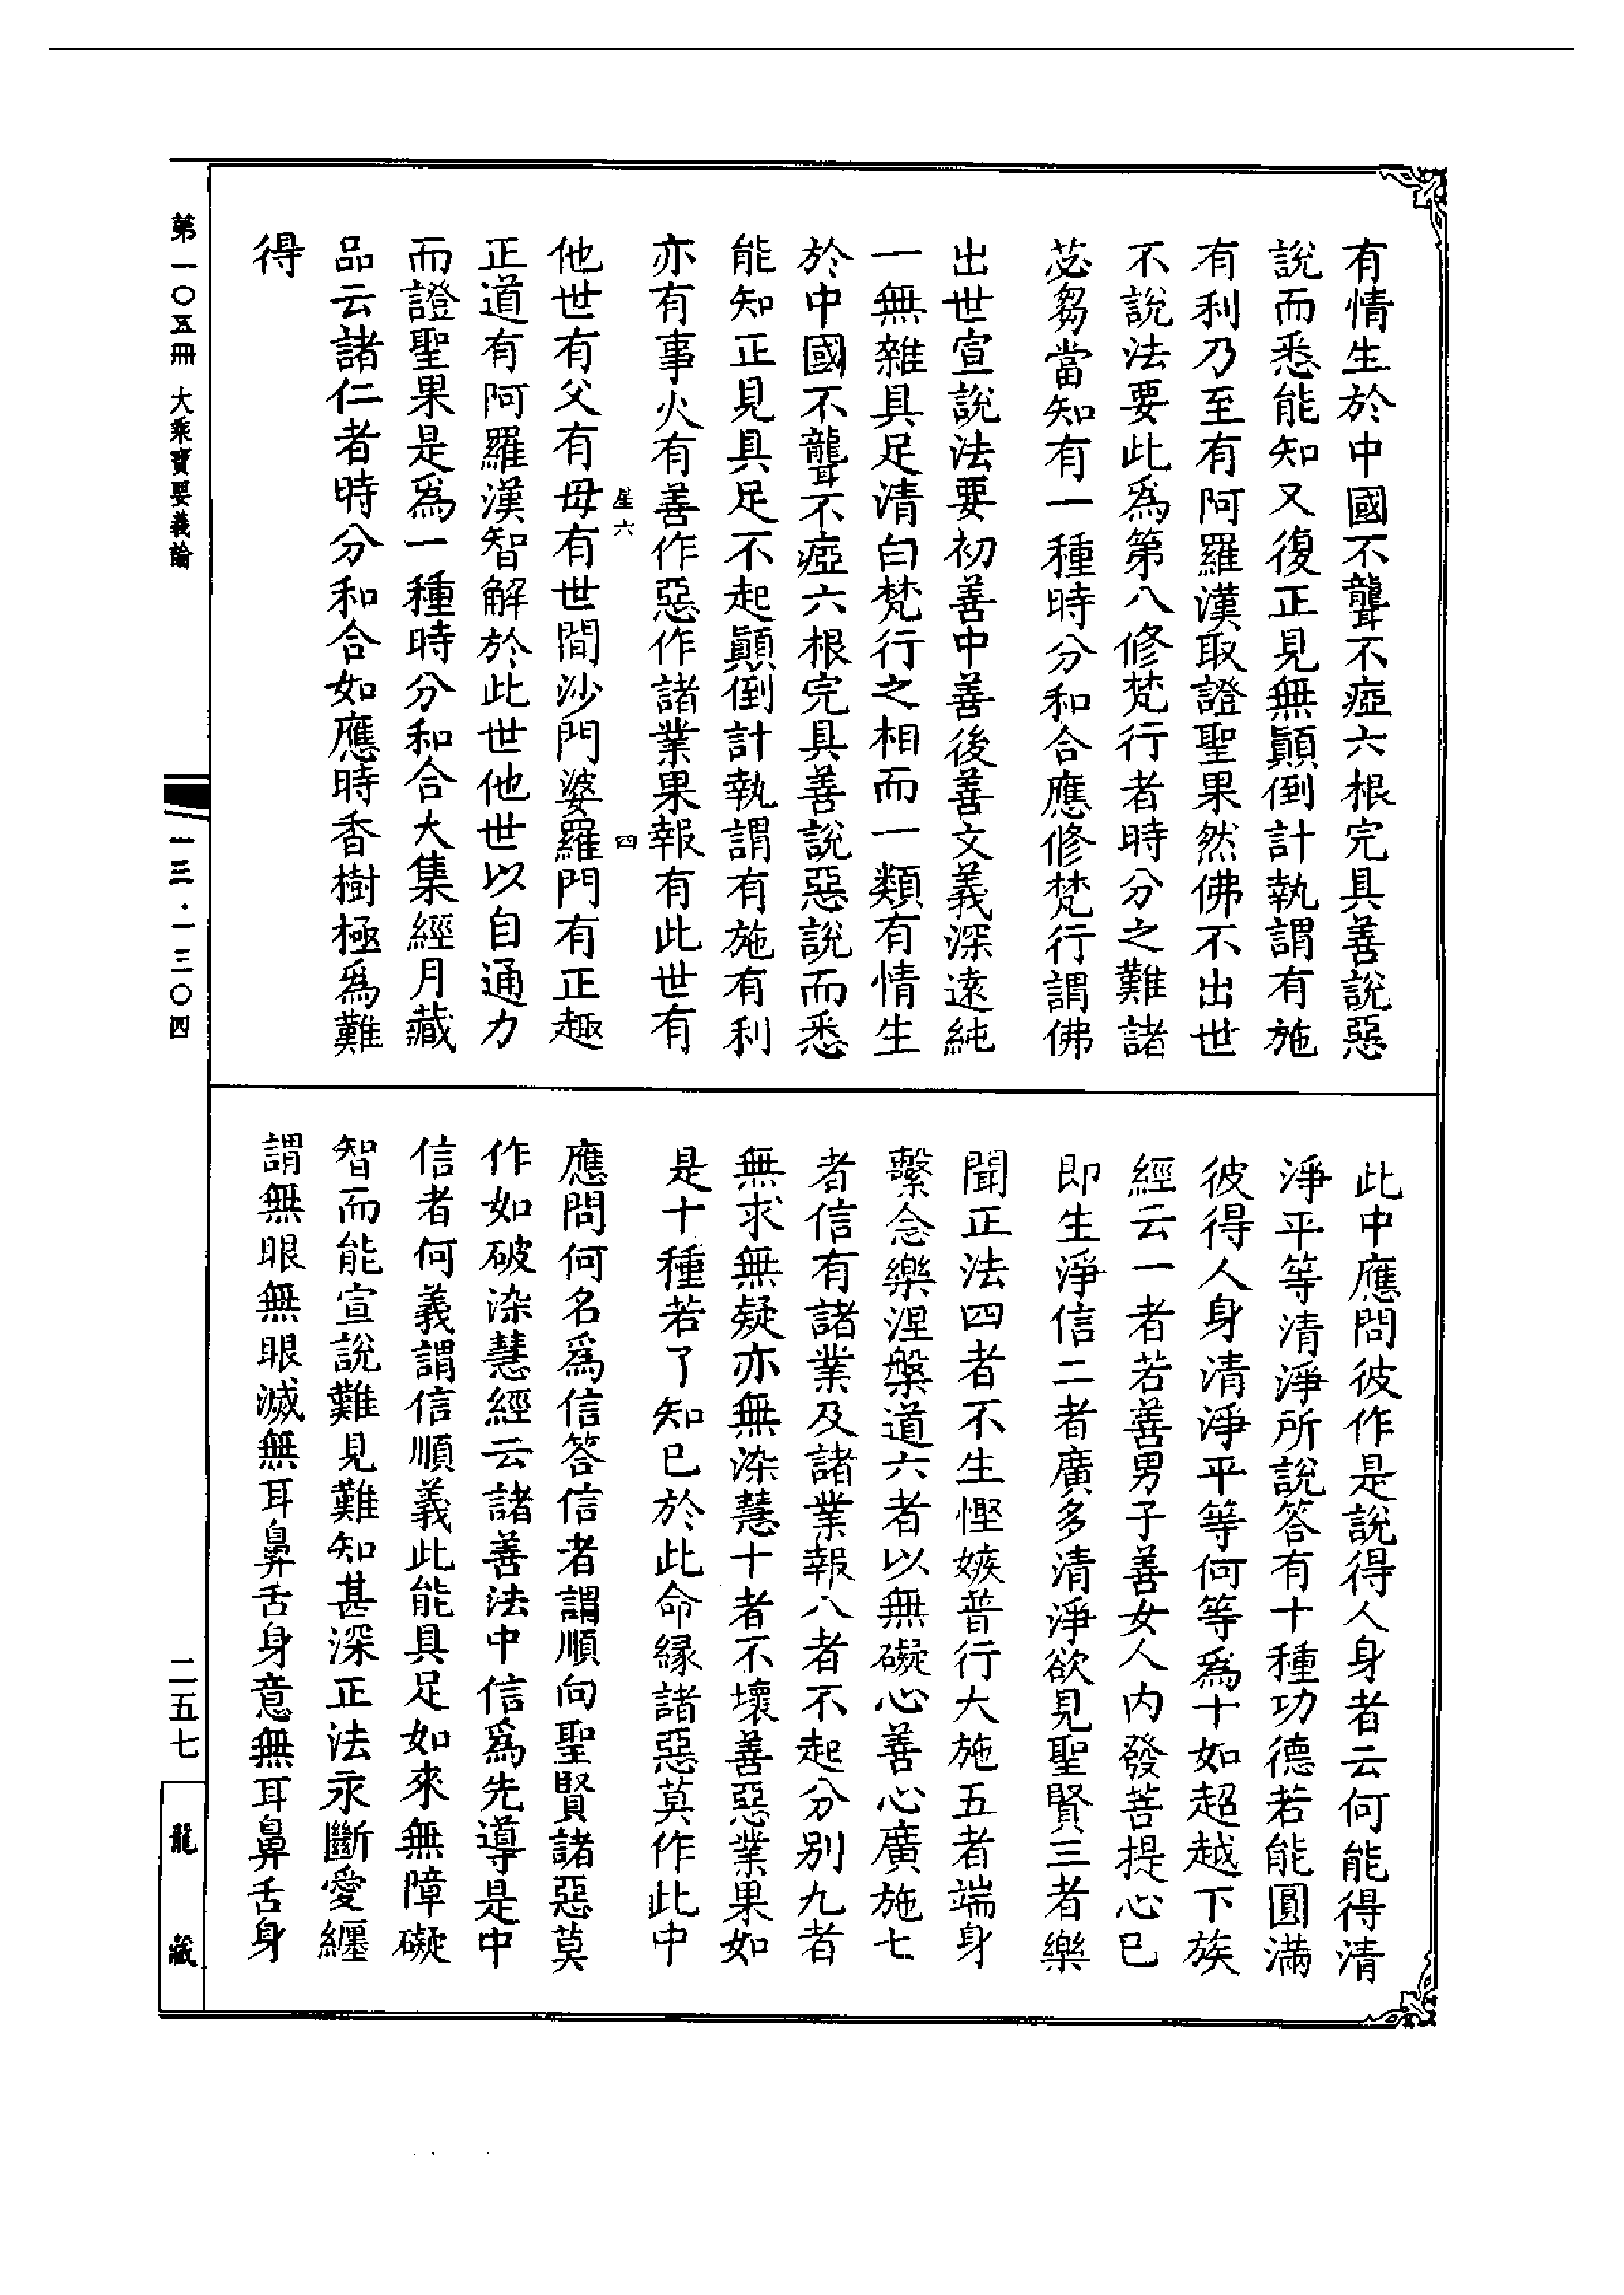 有情生於中國不聾不瘂六根完具善說惡
說而悉能知又復正見無顛倒計執謂有施
有利乃至有阿羅漢取證聖果然佛不出世
不說法要此為第八修梵行者時分之難諸
苾芻當知有一種時分和合應修梵行謂佛
出世宣說法要初善中善後善文義深遠純
一無雜具足清白梵行之相而一類有情生
於中國不聾不瘂六根完具善說惡說而悉
能知正見具足不起顛倒計執謂有施有利
亦有事火有善作惡作諸業果報有此世有
星六 四
他世有父有母有世間沙門婆羅門有正趣
正道有阿羅漢智解於此世他世以自通力
而證聖果是為一種時分和合大集經月藏
品云諸仁者時分和合如應時香樹極為難
得
此中應問彼作是說得人身者云何能得清
淨平等清淨所說答有十種功德若能圓滿
彼得人身清淨平等何等為十如超越下族
經云一者若善男子善女人內發菩提心已
即生淨信二者廣多清淨欲見聖賢三者樂
聞正法四者不生慳嫉普行大施五者端身
繫念樂涅槃道六者以無礙心善心廣施七
者信有諸業及諸業報八者不起分別九者
無求無疑亦無染慧十者不壞善惡業果如
是十種若了知已於此命緣諸惡莫作此中
應問何名爲信答信者謂順向聖賢諸惡莫
作如破染慧經云諸善法中信爲先導是中
信者何義謂信順義此能具足如來無障礙
智而能宣說難見難知甚深正法永斷愛纏
謂無眼無眼滅無耳鼻舌身意無耳鼻舌身
第一〇五冊 大乘寶要義論
一三·一三〇四
二五七
龍藏